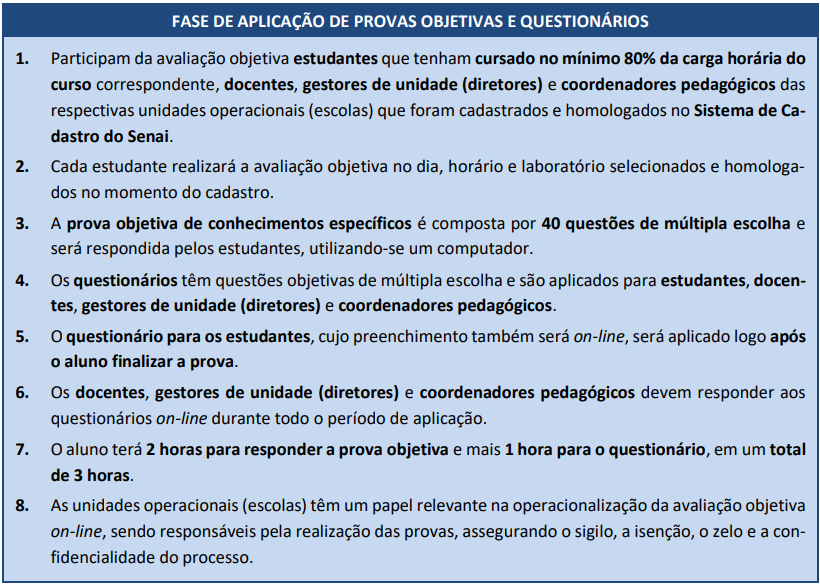 FASE DE APLICAÇÃO DE PROVAS OBJETIVAS E QUESTIONÁRIOS
1. Participam da avaliação objetiva estudantes que tenham cursado no mínimo 80% da carga horária do
curso correspondente, docentes, gestores de unidade (diretores) e coordenadores pedagógicos das
respectivas unidades operacionais (escolas) que foram cadastrados e homologados no Sistema de Ca-
dastro do Senai.
2. Cada estudante realizará a avaliação objetiva no dia, horário e laboratório selecionados e homologa-
dos no momento do cadastro.
3. A prova objetiva de conhecimentos específicos é composta por 40 questões de múltipla escolha e
será respondida pelos estudantes, utilizando-se um computador.
4. Os questionários têm questões objetivas de múltipla escolha e são aplicados para estudantes, docen-
tes, gestores de unidade (diretores) e coordenadores pedagógicos.
5. O questionário para os estudantes, cujo preenchimento também será on-line, será aplicado logo após
o aluno finalizar a prova.
6. Os docentes, gestores de unidade (diretores) e coordenadores pedagógicos devem responder aos
questionários on-line durante todo o período de aplicação.
7. O aluno terá 2 horas para responder a prova objetiva e mais 1 hora para o questionário, em um total
de 3 horas.
8. As unidades operacionais (escolas) têm um papel relevante na operacionalização da avaliação objetiva
on-line, sendo responsáveis pela realização das provas, assegurando o sigilo, a isenção, o zelo e a con-
fidencialidade do processo.